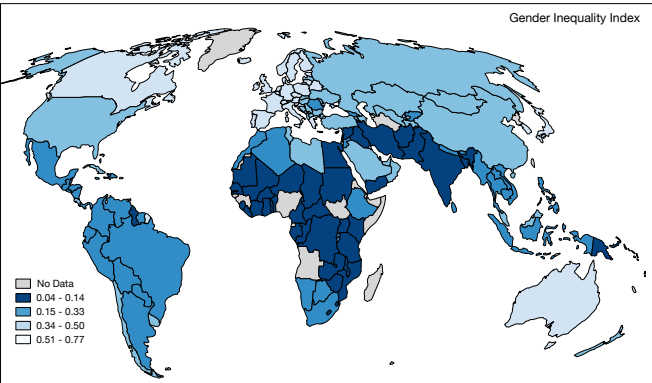 Gender Inequality Index
No Data
0.04 - 0.14
0.15 - 0.33
0.34 - 0.50
0.51 - 0.77